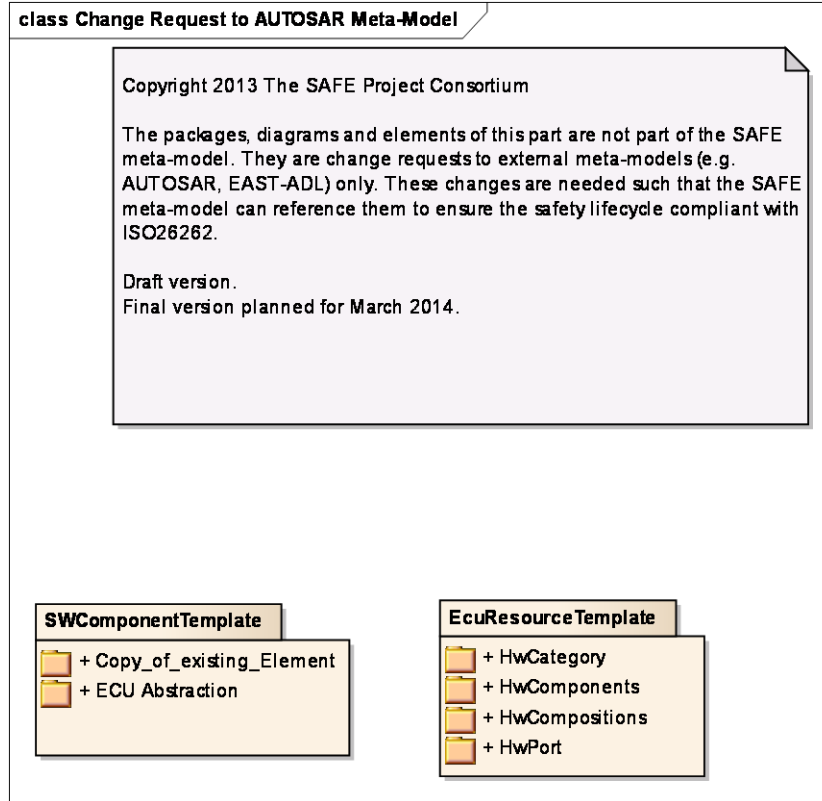 class Change Request to AUTOSAR Meta-Model
Copyright 2013 The SAFE Project Consortium
The packages, diagrams and elements of this part are not part of the SAFE
meta-model. They are change requests to external meta-models (e.g.
AUTOSAR, EAST-ADL) only. These changes are needed such that the SAFE
meta-model can reference them to ensure the safety lifecycle compliant with
ISO26262.
Draft version.
Final version planned for March 2014.
SWComponentTemplate
+ Copy_of_existing_Element
+ ECU Abstraction
EcuResourceTemplate
+ HwCategory
+ HwComponents
+ HwCompositions
+ HwPort